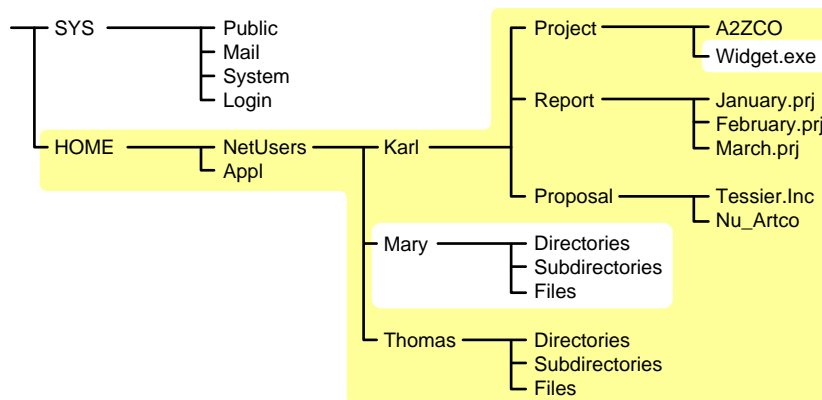 SYS
Public
Mail
System
Login
HOME
NetUsers
Appl
Karl
Project
A2ZCO
Widget.exe
Report
January.prj
February.prj
March.prj
Proposal
Tessier.Inc
Nu_Artco
Mary
Directories
Subdirectories
Files
Thomas
Directories
Subdirectories
Files